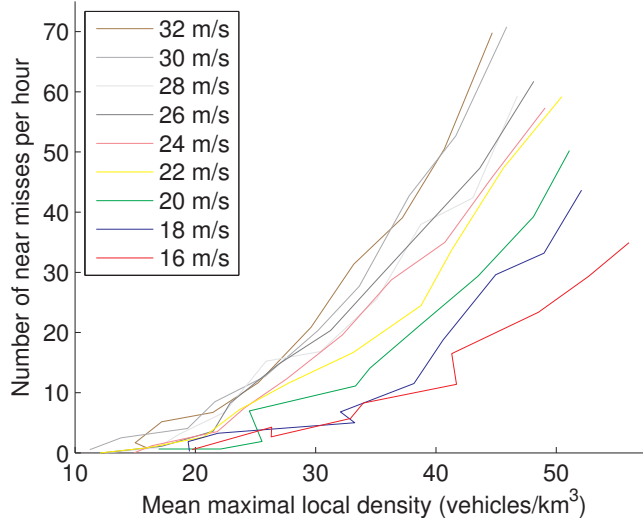 70
60
50
40
30
20
10
0
Number of near misses per hour
32 m/s
30 m/s
28 m/s
26 m/s
24 m/s
22 m/s
20 m/s
18 m/s
16 m/s
10 20 30 40 50
Mean maximal local density (vehicles/km³)